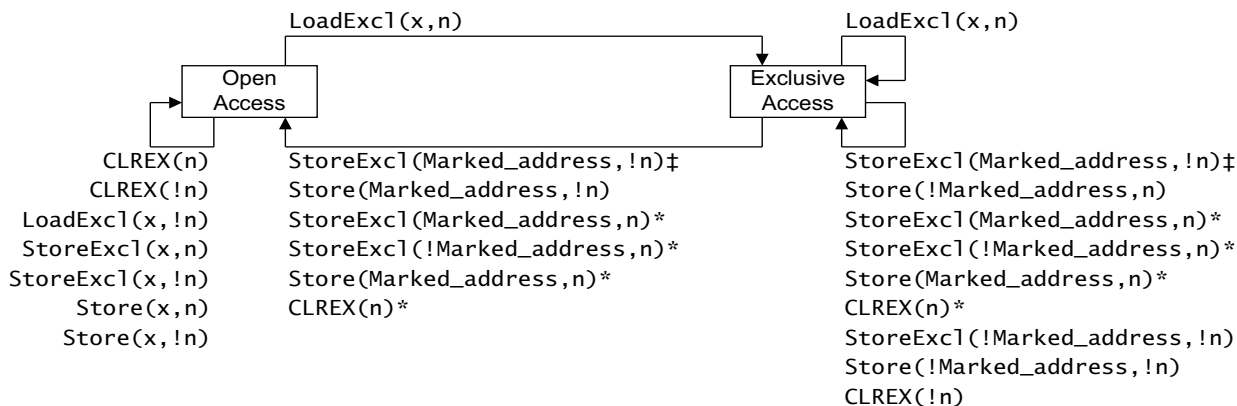 LoadExcl(x,n)
LoadExcl(x,n)
Open
Access
Exclusive
Access
CLREX(n)
CLREX(!n)
LoadExcl(x,!n)
StoreExcl(x,n)
StoreExcl(x,!n)
Store(x,n)
Store(x,!n)
StoreExcl(Marked_address,!n)‡
Store(Marked_address,!n)
StoreExcl(Marked_address,n)*
StoreExcl(!Marked_address,n)*
Store(Marked_address,n)*
CLREX(n)*
StoreExcl(Marked_address,!n)‡
Store(!Marked_address,n)
StoreExcl(Marked_address,n)*
StoreExcl(!Marked_address,n)*
Store(Marked_address,n)*
CLREX(n)*
StoreExcl(!Marked_address,!n)
Store(!Marked_address,!n)
CLREX(!n)